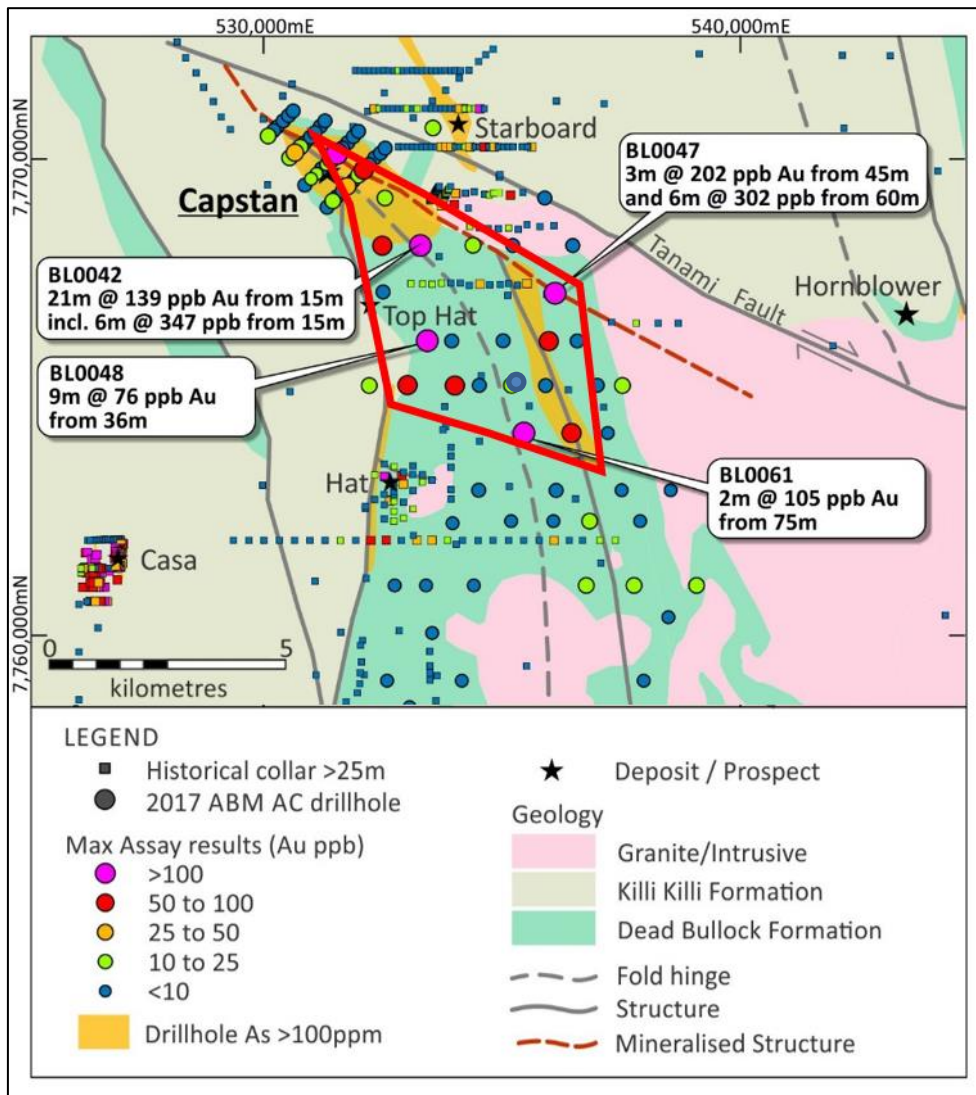 530,000mE
540,000mE
7,770,000mN
7,760,000mN
Starboard
BL0047
3m @ 202 ppb Au from 45m
and 6m @ 302 ppb from 60m
Capstan
Tanami Fault
BL0042
21m @ 139 ppb Au from 15m
incl. 6m @ 347 ppb from 15m
Top Hat
Hornblower
BL0048
9m @ 76 ppb Au
from 36m
Hat
BL0061
2m @ 105 ppb Au
from 75m
Casa
0
5
kilometres
LEGEND
Historical collar >25m
2017 ABM AC drillhole
Max Assay results (Au ppb)
>100
50 to 100
25 to 50
10 to 25
<10
Drillhole As >100ppm
Deposit / Prospect
Geology
Granite/Intrusive
Killi Killi Formation
Dead Bullock Formation
Fold hinge
Structure
Mineralised Structure